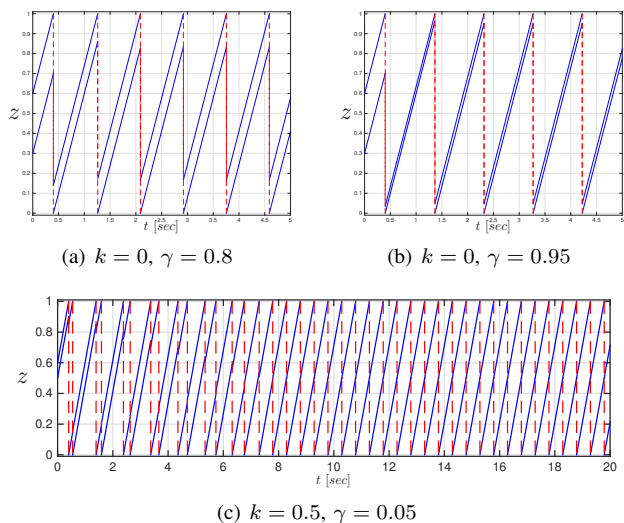 1
0.9
0.8
0.7
0.6
0.5
0.4
0.3
0.2
0.1
0
z
0 0.5 1 1.5 2 2.5 3 3.5 4 4.5 5
t [sec]
(a) k = 0, γ = 0.8
1
0.9
0.8
0.7
0.6
0.5
0.4
0.3
0.2
0.1
0
z
0 0.5 1 1.5 2 2.5 3 3.5 4 4.5 5
t [sec]
(b) k = 0, γ = 0.95
1
0.8
0.6
0.4
0.2
0
z
0 2 4 6 8 10 12 14 16 18 20
t [sec]
(c) k = 0.5, γ = 0.05